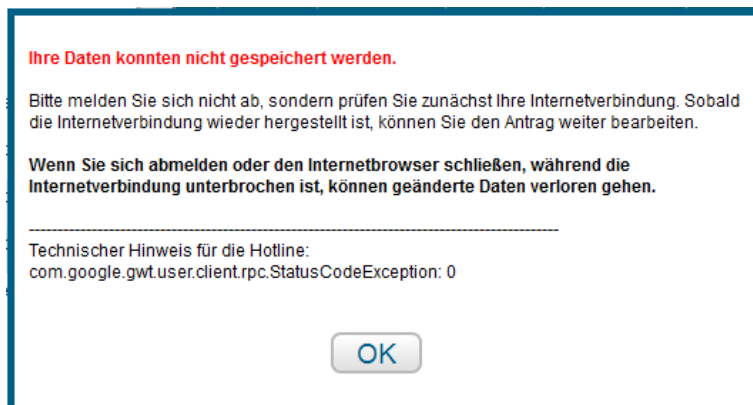 Ihre Daten konnten nicht gespeichert werden.
Bitte melden Sie sich nicht ab, sondern prüfen Sie zunächst Ihre Internetverbindung. Sobald
die Internetverbindung wieder hergestellt ist, können Sie den Antrag weiter bearbeiten.
Wenn Sie sich abmelden oder den Internetbrowser schließen, während die
Internetverbindung unterbrochen ist, können geänderte Daten verloren gehen.
---------------------------------------------------------------------------------------------
Technischer Hinweis für die Hotline:
com.google.gwt.user.client.rpc.StatusCodeException: 0
OK